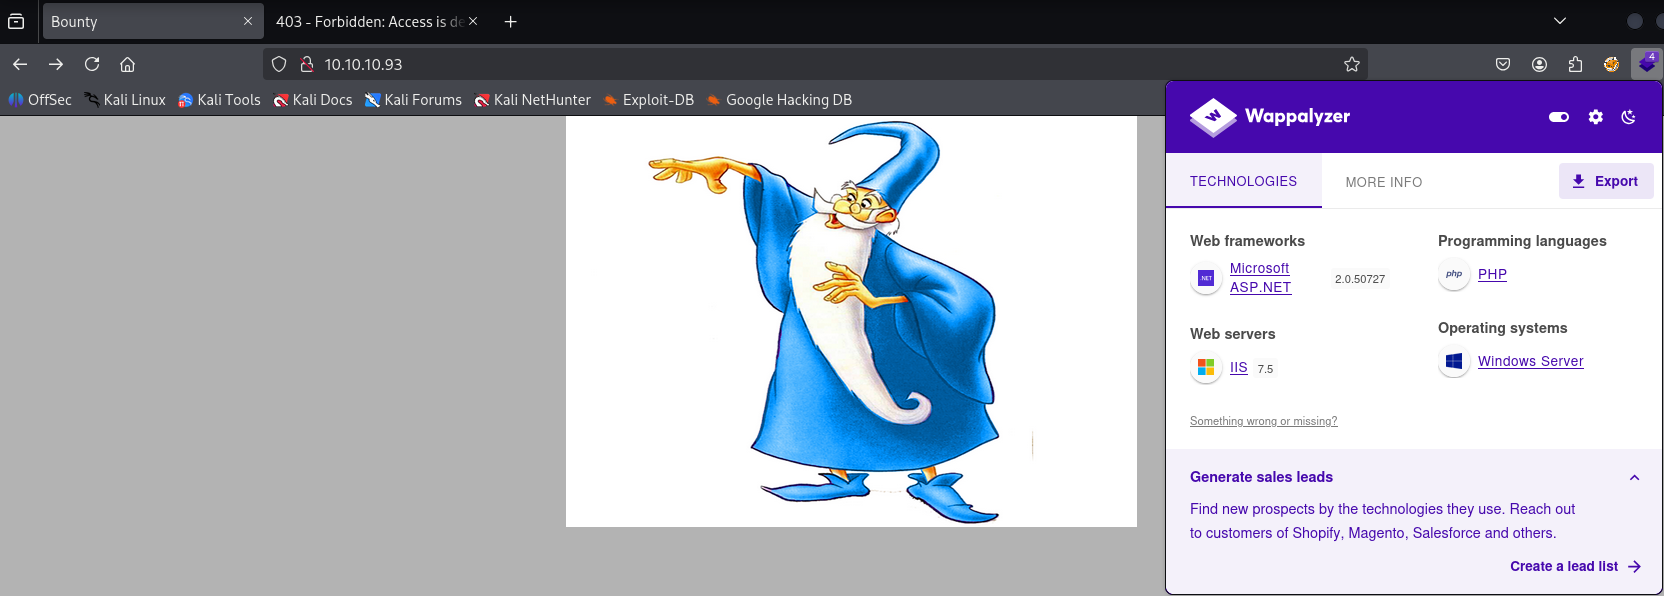 Bounty
403 - Forbidden: Access is de
10.10.10.93
4
OffSec Kali Linux Kali Tools Kali Docs Kali Forums Kali NetHunter Exploit-DB Google Hacking DB
W Wappalyzer
TECHNOLOGIES MORE INFO Export
Web frameworks
.NET Microsoft
ASP.NET
2.0.50727
Programming languages
php PHP
Web servers
IIS 7.5
Operating systems
Windows Server
Something wrong or missing?
Generate sales leads
Find new prospects by the technologies they use. Reach out
to customers of Shopify, Magento, Salesforce and others.
Create a lead list